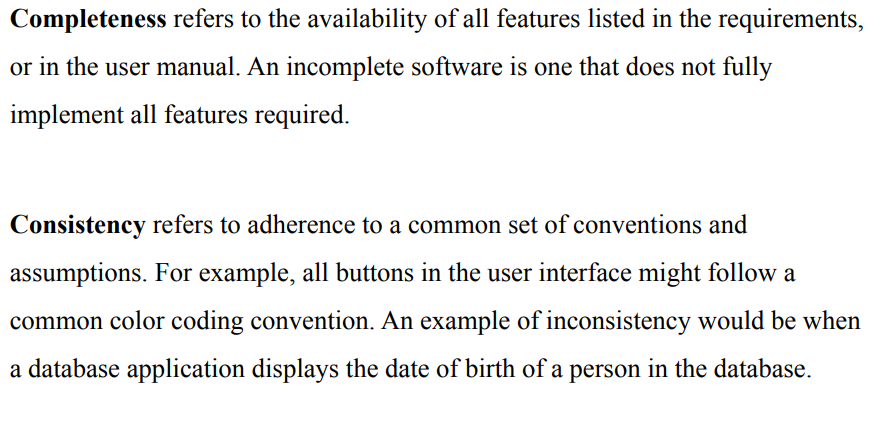 Completeness refers to the availability of all features listed in the requirements,
or in the user manual. An incomplete software is one that does not fully
implement all features required.
Consistency refers to adherence to a common set of conventions and
assumptions. For example, all buttons in the user interface might follow a
common color coding convention. An example of inconsistency would be when
a database application displays the date of birth of a person in the database.